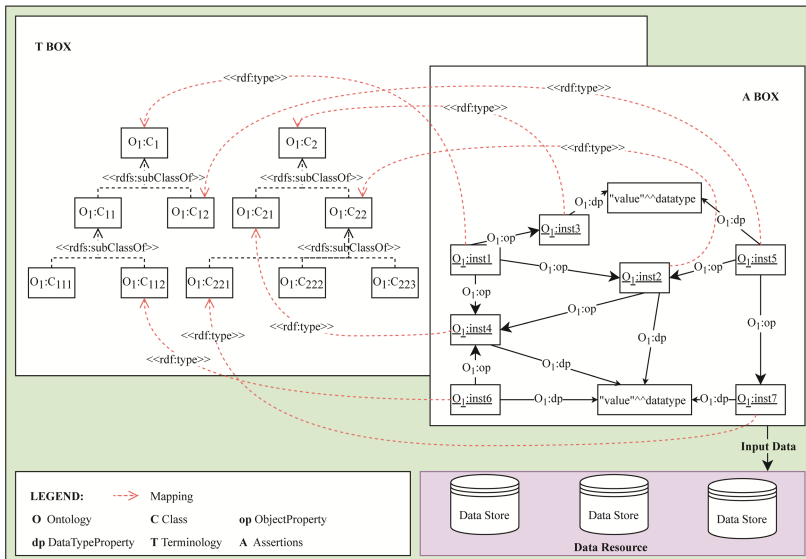 T BOX
<<rdf:type>>
A BOX
<<rdf:type>>
<<rdf:type>>
O₁:C₁
O₁:C₂
<<rdf:type>>
<<rdfs:subClassOf>>
<<rdfs:subClassOf>>
O₁:dp
"value"^^datatype
O₁:C₁₁
O₁:C₁₂
O₁:C₂₁
O₁:C₂₂
O₁:dp
O₁:inst3
O₁:op
<<rdfs:subClassOf>>
<<rdfs:subClassOf>>
O₁:inst1
O₁:inst5
O₁:op
O₁:op
O₁:inst2
O₁:C₁₁₁
O₁:C₁₁₂
O₁:C₂₂₁
O₁:C₂₂₂
O₁:C₂₂₃
O₁:op
O₁:op
O₁:op
O₁:inst4
<<rdf:type>>
O₁:dp
<<rdf:type>>
<<rdf:type>>
O₁:dp
O₁:op
O₁:inst6
O₁:dp
"value"^^datatype
O₁:dp
O₁:inst7
Input Data
LEGEND:
Mapping
O Ontology
C Class
op ObjectProperty
dp DataTypeProperty
T Terminology
A Assertions
Data Store
Data Store
Data Store
Data Resource